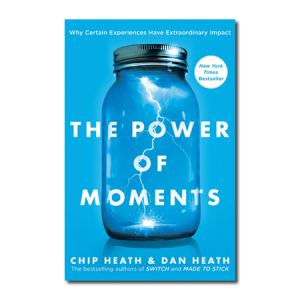 Why Certain Experiences Have Extraordinary Impact
New York
Times
Bestseller
THE POWER
OF
MOMENTS
CHIP HEATH & DAN HEATH
The bestselling authors of SWITCH and MADE TO STICK